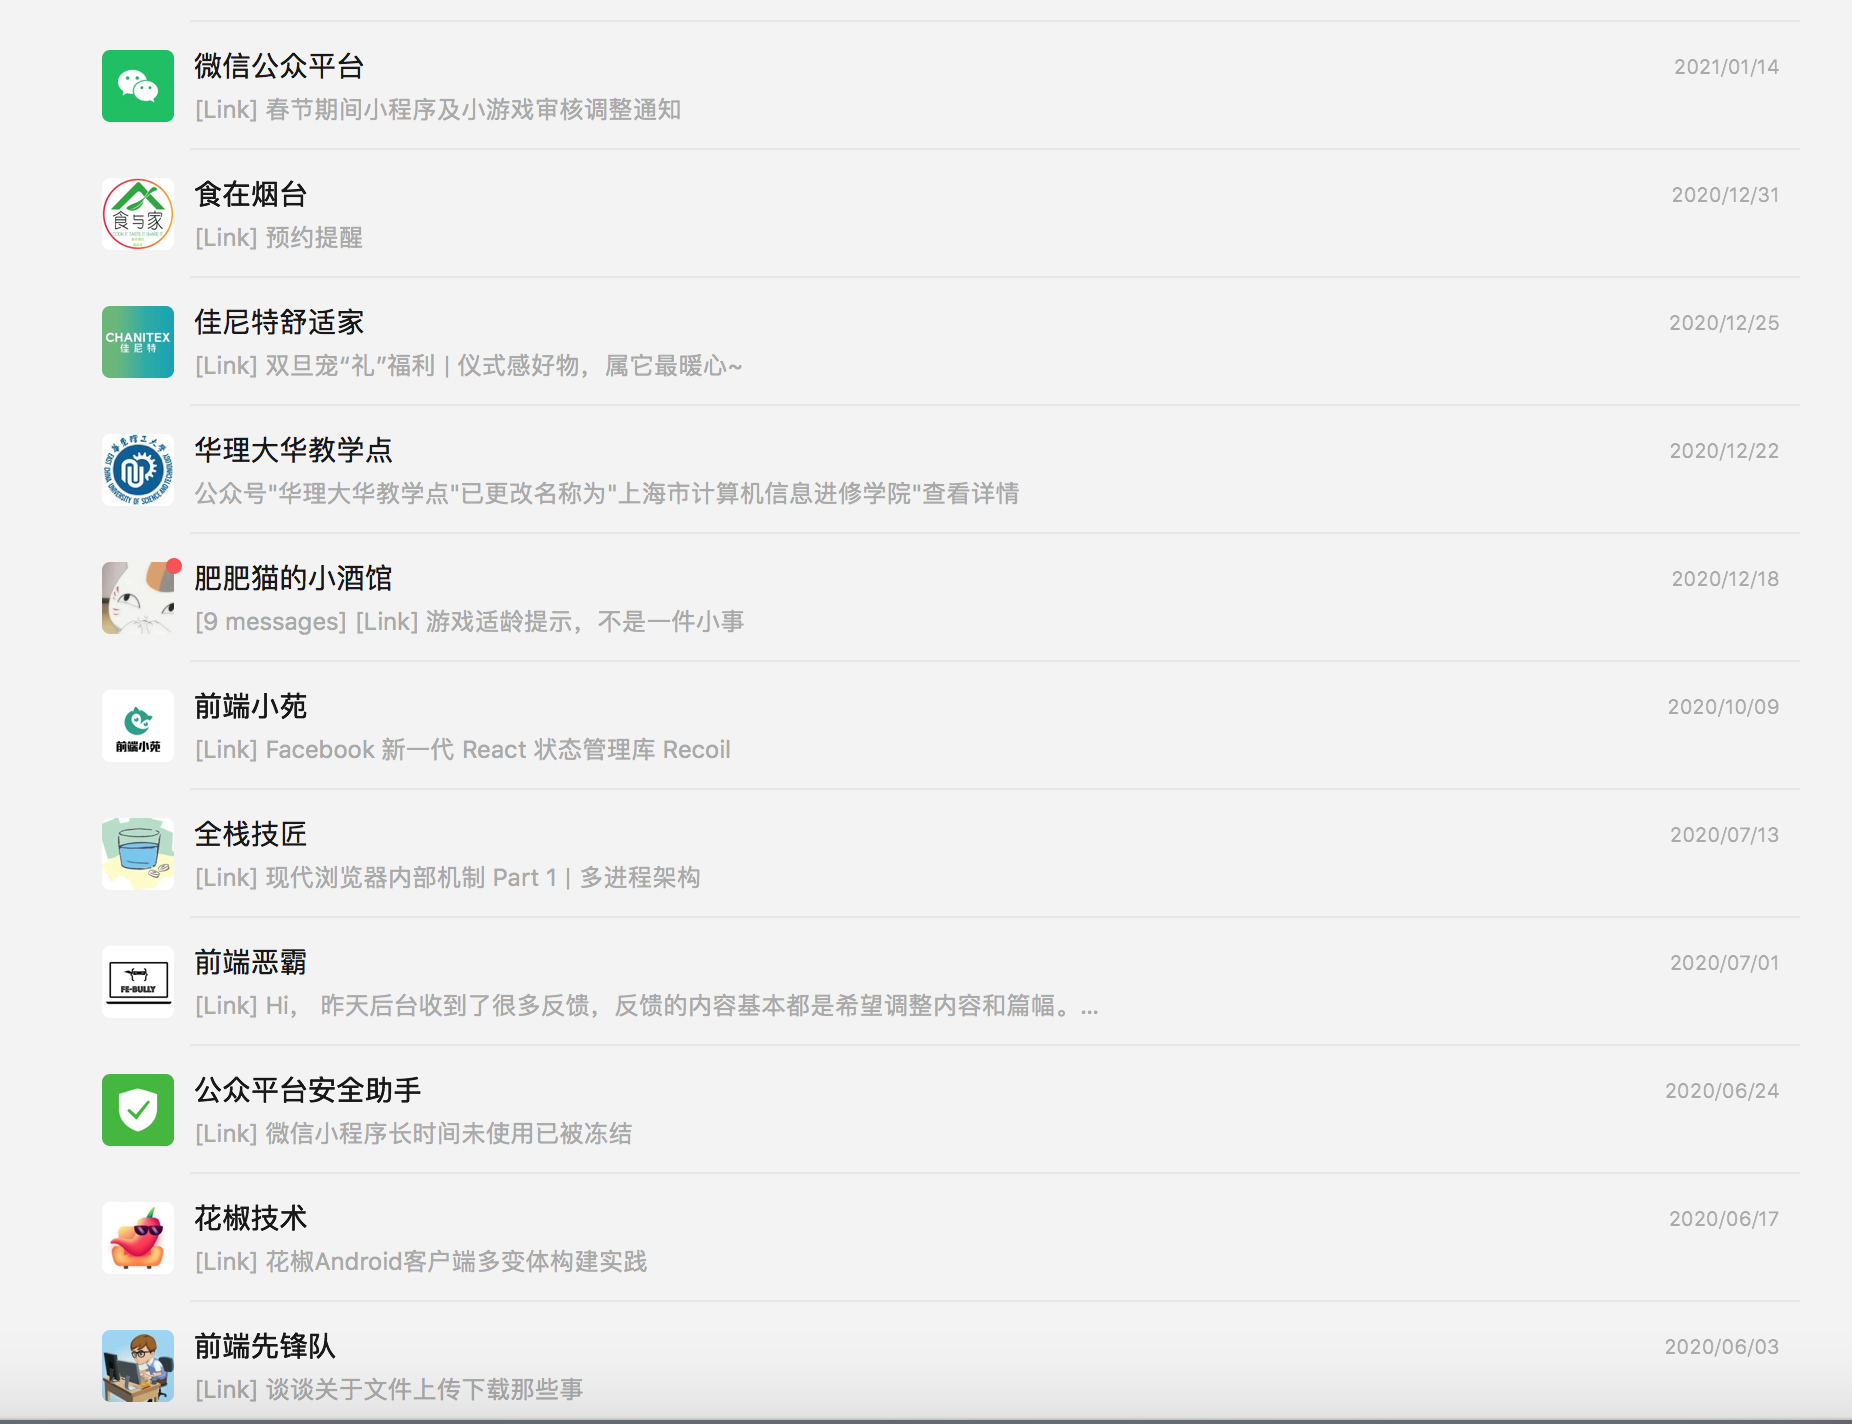 微信公众平台
2021/01/14
[Link] 春节期间小程序及小游戏审核调整通知
食与家
食在烟台
2020/12/31
[Link] 预约提醒
CHANITEX
佳尼特
佳尼特舒适家
2020/12/25
[Link] 双旦宠“礼”福利 | 仪式感好物，属它最暖心~
华东理工大学
EAST CHINA UNIVERSITY OF SCIENCE AND TECHNOLOGY
华理大华教学点
2020/12/22
公众号"华理大华教学点"已更改名称为"上海市计算机信息进修学院"查看详情
肥肥猫的小酒馆
2020/12/18
[9 messages] [Link] 游戏适龄提示，不是一件小事
前端小苑
前端小苑
2020/10/09
[Link] Facebook 新一代 React 状态管理库 Recoil
全栈技匠
2020/07/13
[Link] 现代浏览器内部机制 Part 1 | 多进程架构
FE-BULLY
前端恶霸
2020/07/01
[Link] Hi， 昨天后台收到了很多反馈，反馈的内容基本都是希望调整内容和篇幅。...
公众平台安全助手
2020/06/24
[Link] 微信小程序长时间未使用已被冻结
花椒技术
2020/06/17
[Link] 花椒Android客户端多变体构建实践
前端先锋队
2020/06/03
[Link] 谈谈关于文件上传下载那些事